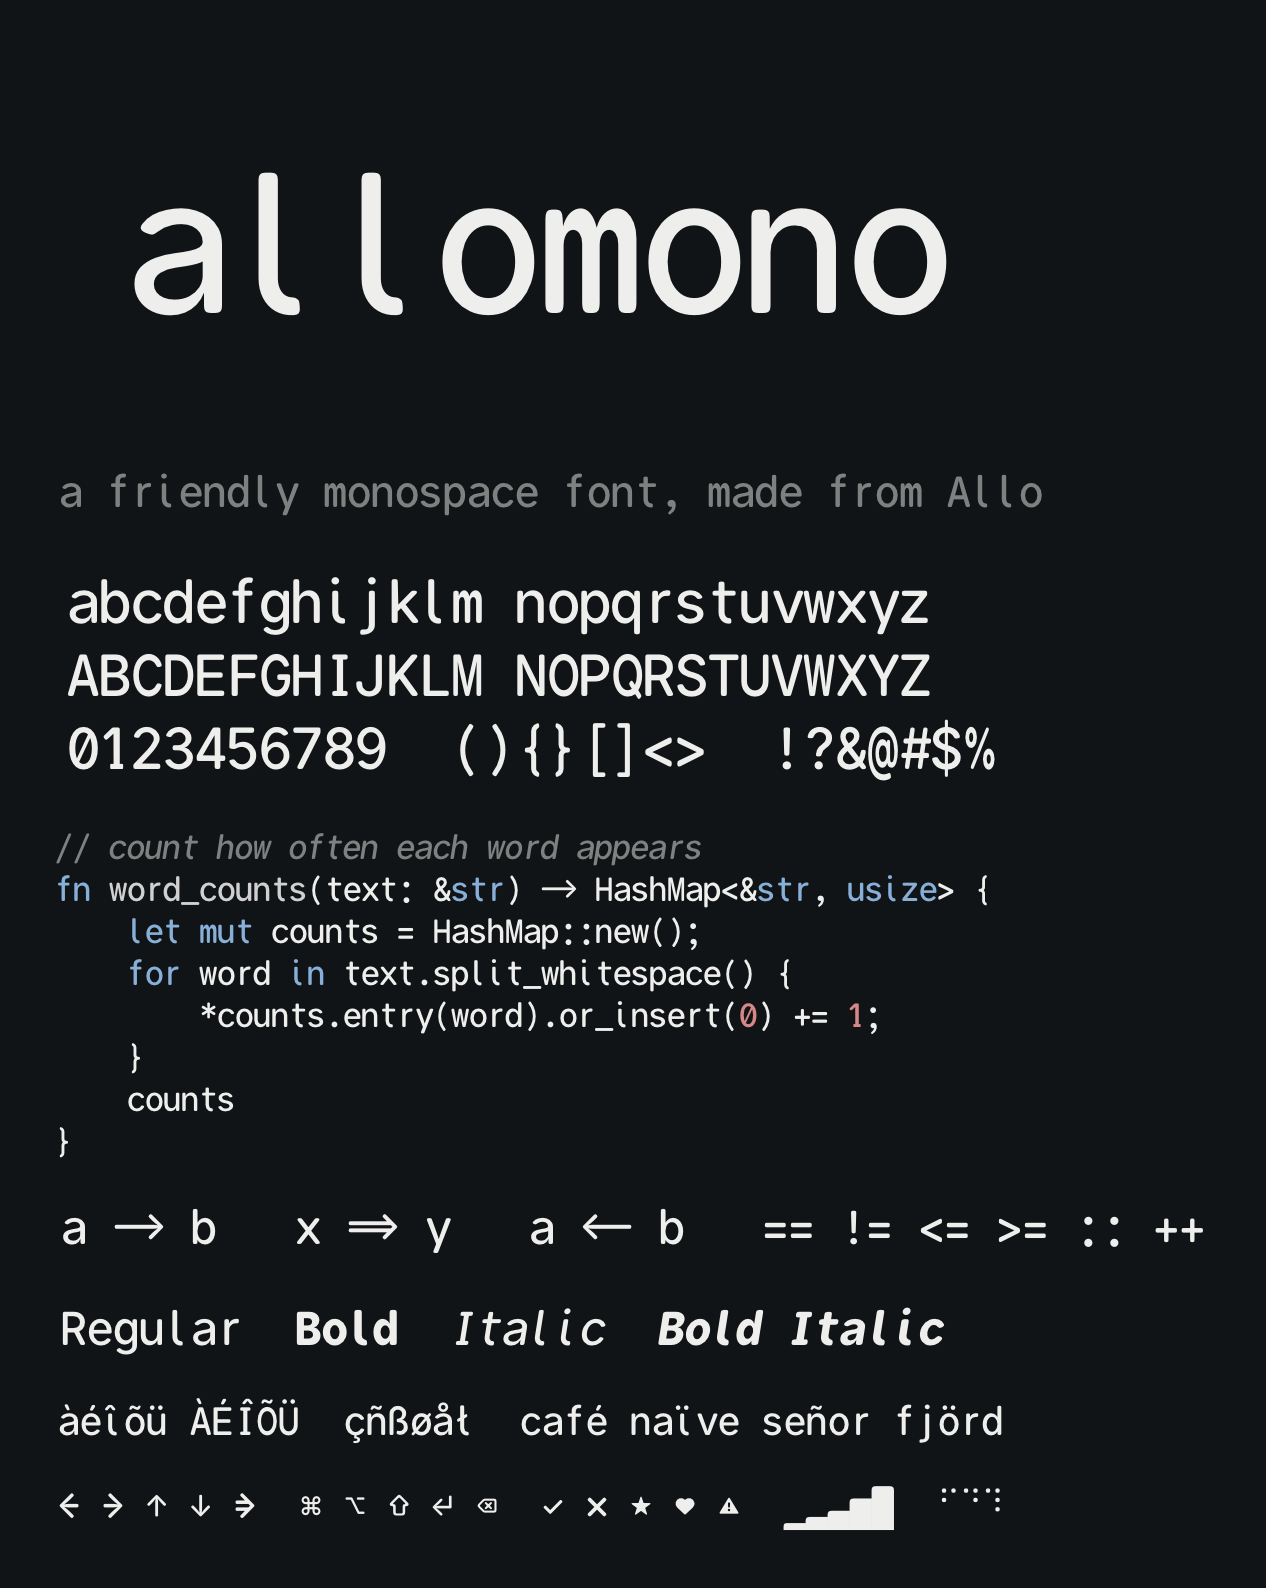 allomono
a friendly monospace font, made from Allo
abcdefghijklm nopqrstuvwxyz
ABCDEFGHIJKLM NOPQRSTUVWXYZ
0123456789  (){}[]<>  !?&@#$%
// count how often each word appears
fn word_counts(text: &str) -> HashMap<&str, usize> {
    let mut counts = HashMap::new();
    for word in text.split_whitespace() {
        *counts.entry(word).or_insert(0) += 1;
    }
    counts
}
a -> b   x => y   a <- b   == != <= >= :: ++
Regular  Bold  Italic  Bold Italic
àéîõü ÀÉÎÕÜ  çñßøåł  café naïve señor fjörd
← → ↑ ↓ ➔  ⌘ ⌥ ⇧ ↵ ⌫  ✓ ✕ ★ ♥ ⚠  ▁▂▃▅▇